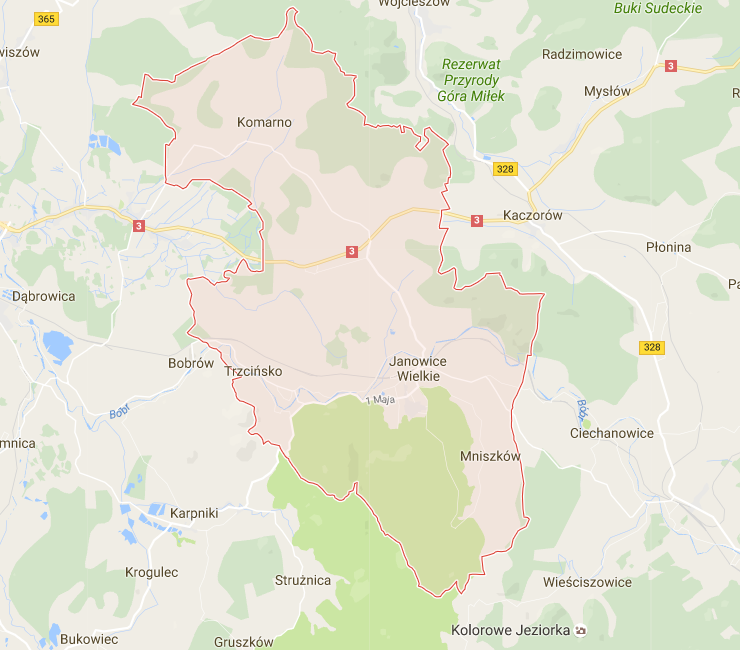 Wojcieszów
Buki Sudeckie
365
wiszów
Radzimowice
3
Rezerwat
Przyrody
Góra Miłek
Mysłów
R
Komarno
328
3
3
Kaczorów
3
Płonina
Pa
Dąbrowica
328
Bobrów
Trzcińsko
Janowice
Wielkie
1 Maja
Bóbr
Bóbr
Ciechanowice
mnica
Mniszków
Karpniki
Krogulec
Strużnica
Wieściszowice
Bukowiec
Gruszków
Kolorowe Jeziorka